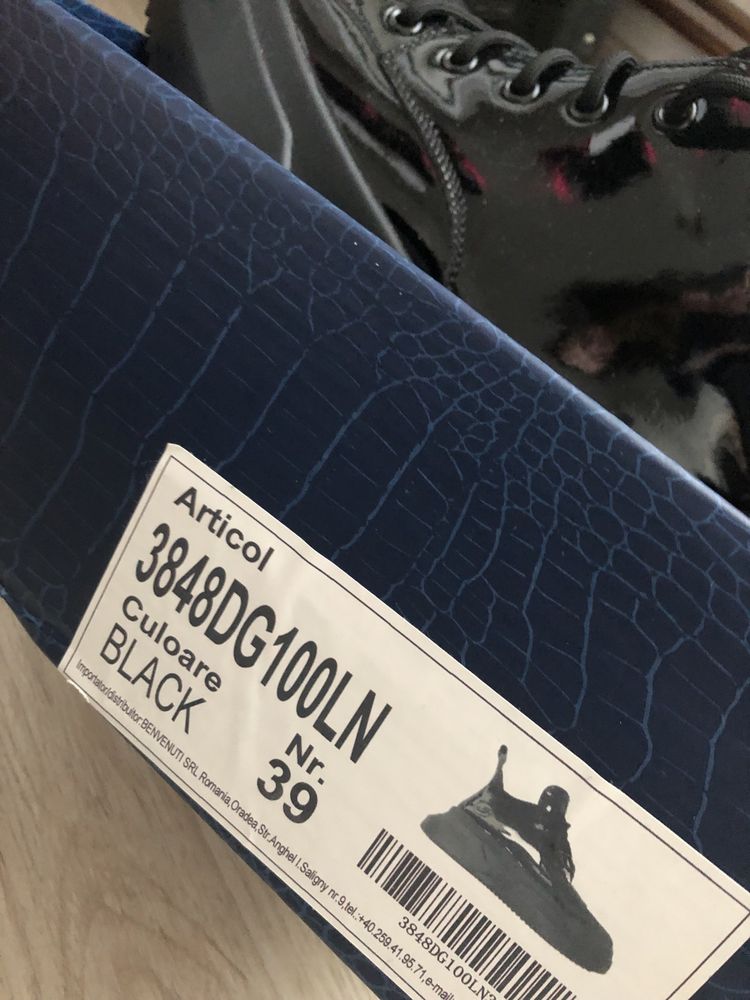 Articol
3848DG100LN
Culoare
BLACK
Nr.
39
Importator/distribuitor:BENVENUTI SRL Romania,Oradea,Str.Anghel I.Saligny nr.9,tel.:+40.259.41.95.71,e-mail
3848DG100LN